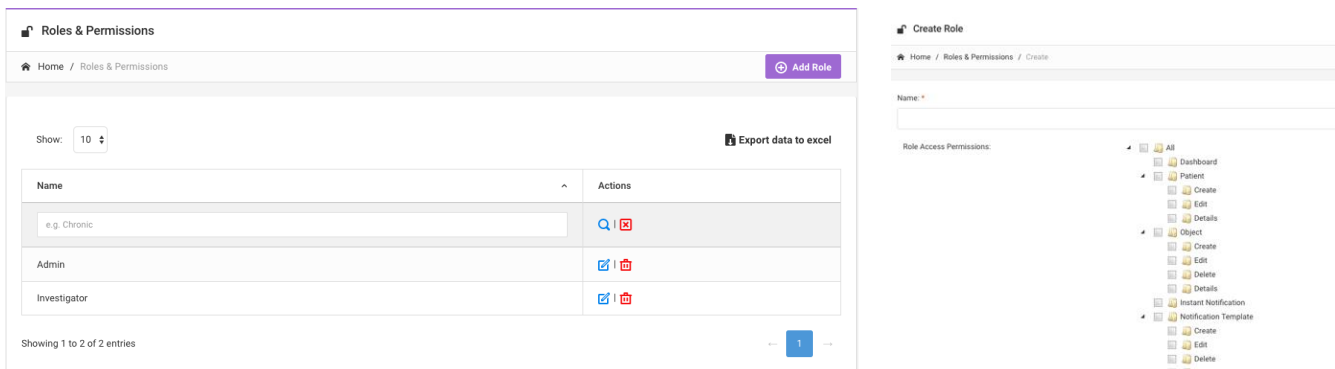 Roles & Permissions
Home / Roles & Permissions
Add Role
Show: 10
Export data to excel
Name Actions
e.g. Chronic
|
Admin
|
Investigator
|
Showing 1 to 2 of 2 entries
← 1 →
Create Role
Home / Roles & Permissions / Create
Name: *
Role Access Permissions:
All
Dashboard
Patient
Create
Edit
Details
Object
Create
Edit
Delete
Details
Instant Notification
Notification Template
Create
Edit
Delete